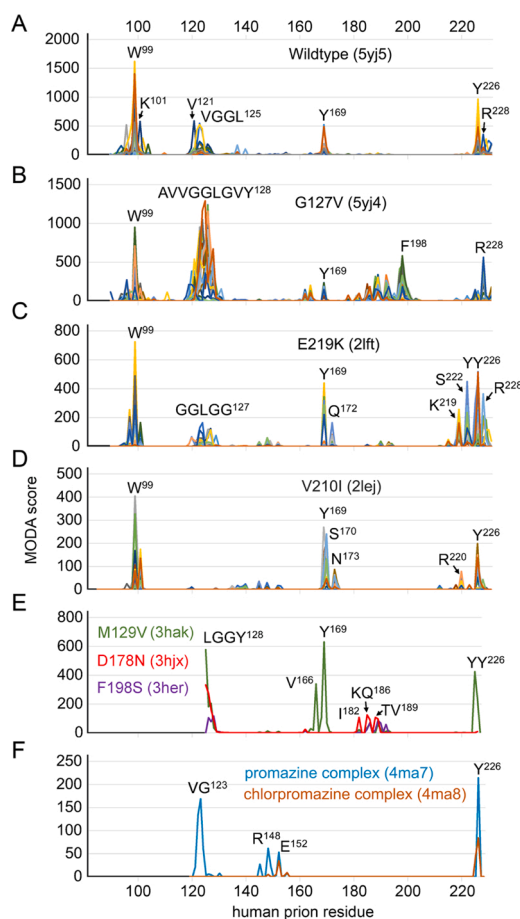 A
100 120 140 160 180 200 220
Wildtype (5yj5)
2000
1500
1000
500
0
W99
K101
V121
VGGL125
Y169
Y226
R228
B
G127V (5yj4)
1500
1000
500
0
W99
AVVGGLGVY128
Y169
F198
R228
C
E219K (2lft)
800
600
400
200
0
W99
GGLGG127
Y169
Q172
K219
S222
YY226
R228
D
V210I (2lej)
MODA score
500
400
300
200
100
0
W99
Y169
S170
N173
R220
Y226
E
800
600
400
200
0
M129V (3hak)
D178N (3hjx)
F198S (3her)
LGGY128
V166
Y169
I182
KQ186
TV189
YY226
F
250
200
150
100
50
0
promazine complex (4ma7)
chlorpromazine complex (4ma8)
VG123
R148
E152
Y226
100 120 140 160 180 200 220
human prion residue